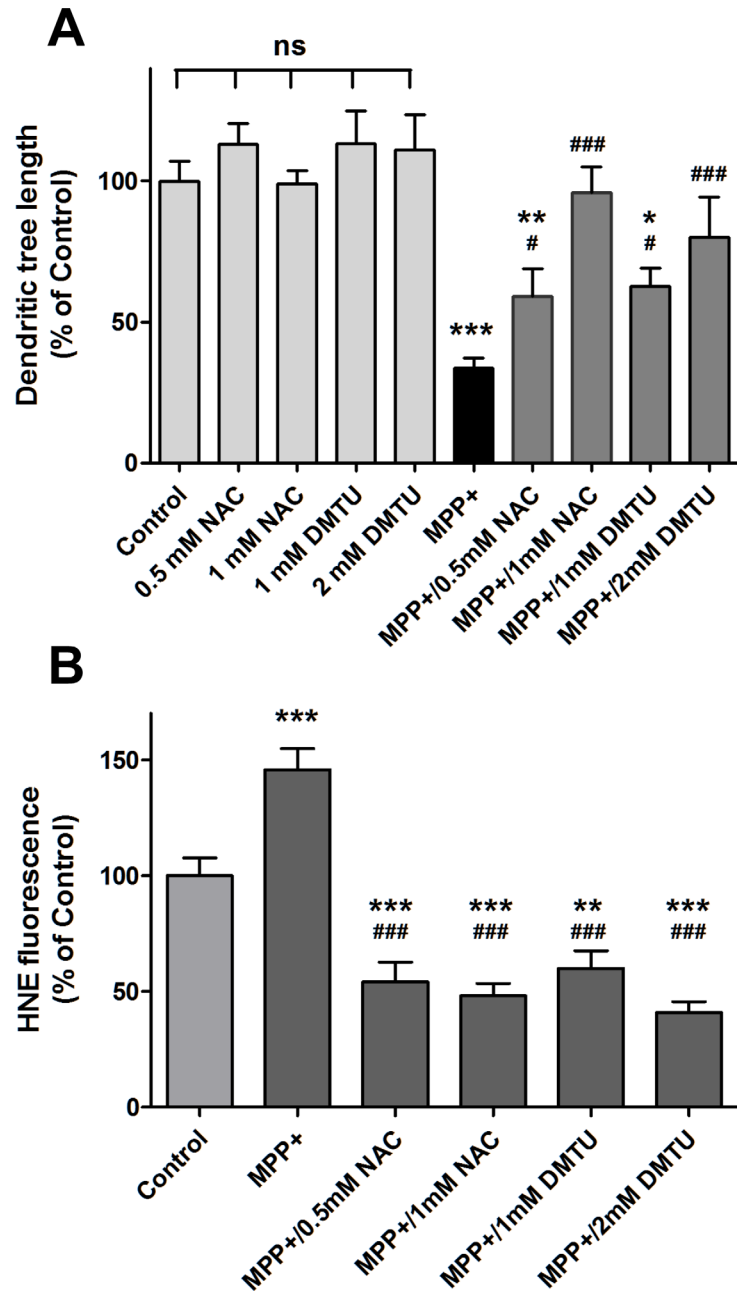 A
ns
Dendritic tree length
(% of Control)
100
50
0
***
**
#
###
*
#
###
Control
0.5 mM NAC
1 mM NAC
1 mM DMTU
2 mM DMTU
MPP+
MPP+/0.5mM NAC
MPP+/1mM NAC
MPP+/1mM DMTU
MPP+/2mM DMTU
B
HNE fluorescence
(% of Control)
150
100
50
0
***
***
###
***
###
**
###
***
###
Control
MPP+
MPP+/0.5mM NAC
MPP+/1mM NAC
MPP+/1mM DMTU
MPP+/2mM DMTU